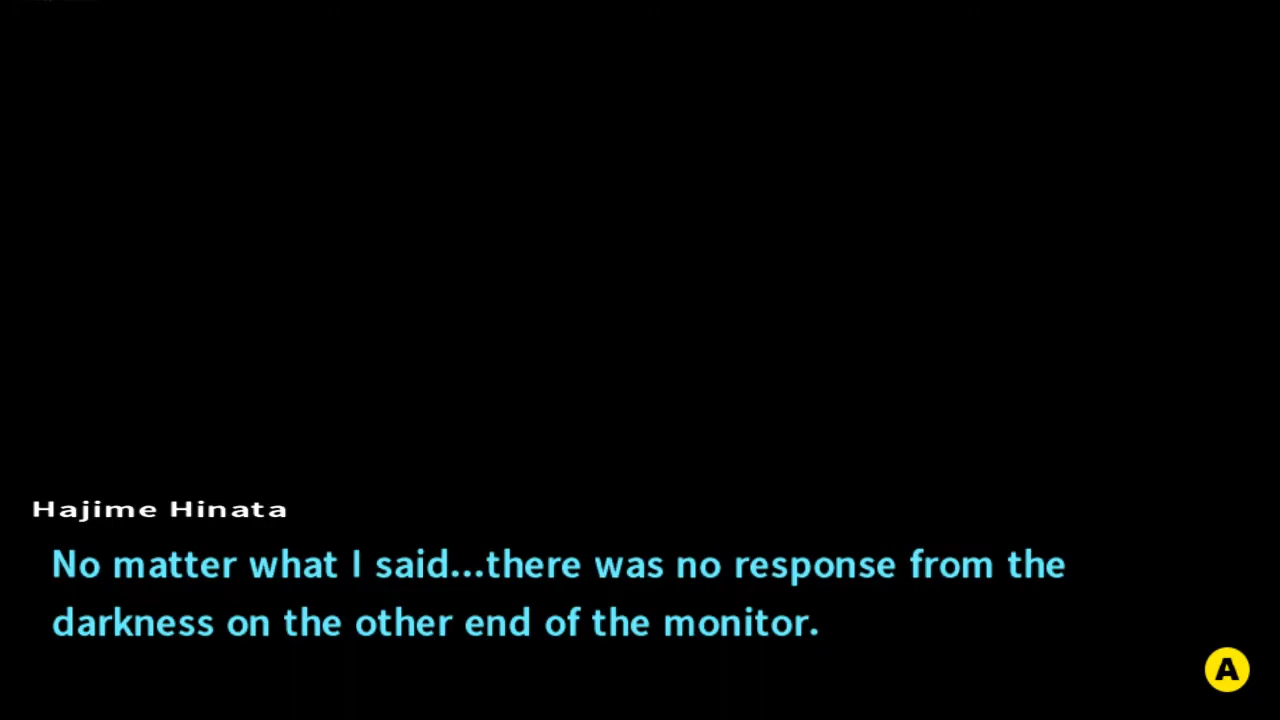 Hajime Hinata
No matter what I said...there was no response from the
darkness on the other end of the monitor.
A